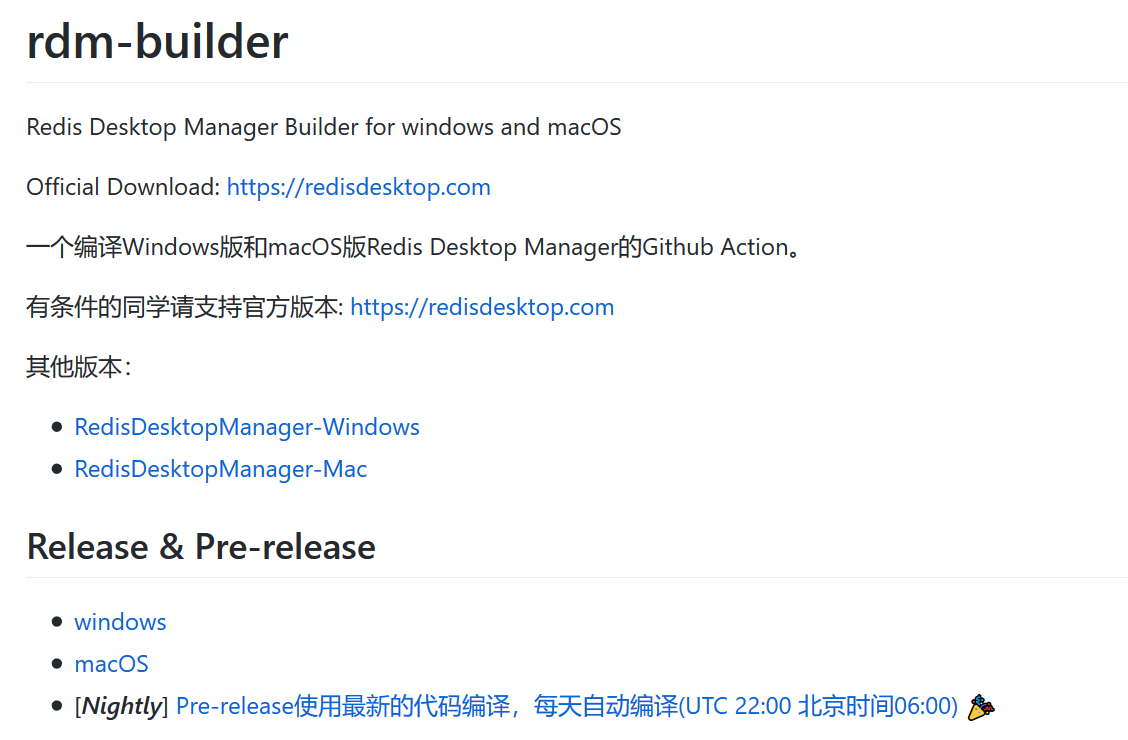 rdm-builder
Redis Desktop Manager Builder for windows and macOS
Official Download: https://redisdesktop.com
一个编译Windows版和macOS版Redis Desktop Manager的Github Action。
有条件的同学请支持官方版本: https://redisdesktop.com
其他版本：
RedisDesktopManager-Windows
RedisDesktopManager-Mac
Release & Pre-release
windows
macOS
[Nightly] Pre-release使用最新的代码编译，每天自动编译(UTC 22:00 北京时间06:00) 🎉